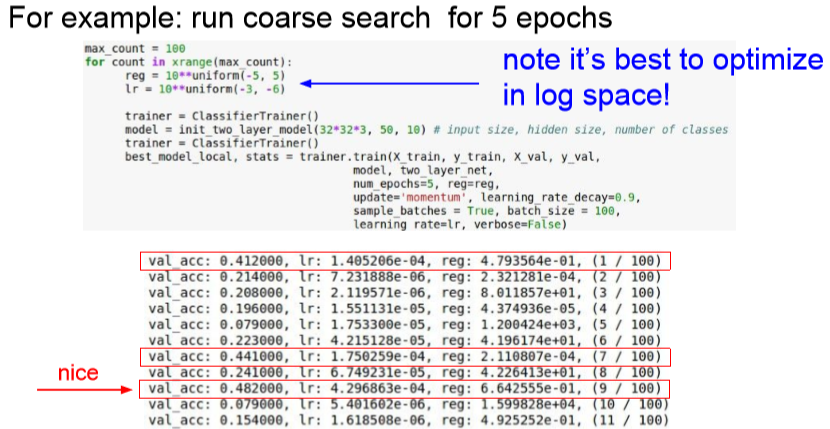 For example: run coarse search for 5 epochs
max_count = 100
for count in xrange(max_count):
reg = 10**uniform(-5, 5)
lr = 10**uniform(-3, -6)
note it's best to optimize
in log space!
trainer = ClassifierTrainer()
model = init_two_layer_model(32*32*3, 50, 10) # input size, hidden size, number of classes
trainer = ClassifierTrainer()
best_model_local, stats = trainer.train(X_train, y_train, X_val, y_val,
model, two_layer_net,
num_epochs=5, reg=reg,
update='momentum', learning_rate_decay=0.9,
sample_batches = True, batch_size = 100,
learning_rate=lr, verbose=False)
val_acc: 0.412000, lr: 1.405206e-04, reg: 4.793564e-01, (1 / 100)
val_acc: 0.214000, lr: 7.231888e-06, reg: 2.321281e-04, (2 / 100)
val_acc: 0.208000, lr: 2.119571e-06, reg: 8.011857e+01, (3 / 100)
val_acc: 0.196000, lr: 1.551131e-05, reg: 4.374936e-05, (4 / 100)
val_acc: 0.079000, lr: 1.753300e-05, reg: 1.200424e+03, (5 / 100)
val_acc: 0.223000, lr: 4.215128e-05, reg: 4.196174e+01, (6 / 100)
val_acc: 0.441000, lr: 1.750259e-04, reg: 2.110807e-04, (7 / 100)
val_acc: 0.241000, lr: 6.749231e-05, reg: 4.226413e+01, (8 / 100)
nice
val_acc: 0.482000, lr: 4.296863e-04, reg: 6.642555e-01, (9 / 100)
val_acc: 0.079000, lr: 5.401602e-06, reg: 1.599828e+04, (10 / 100)
val_acc: 0.154000, lr: 1.618508e-06, reg: 4.925252e-01, (11 / 100)